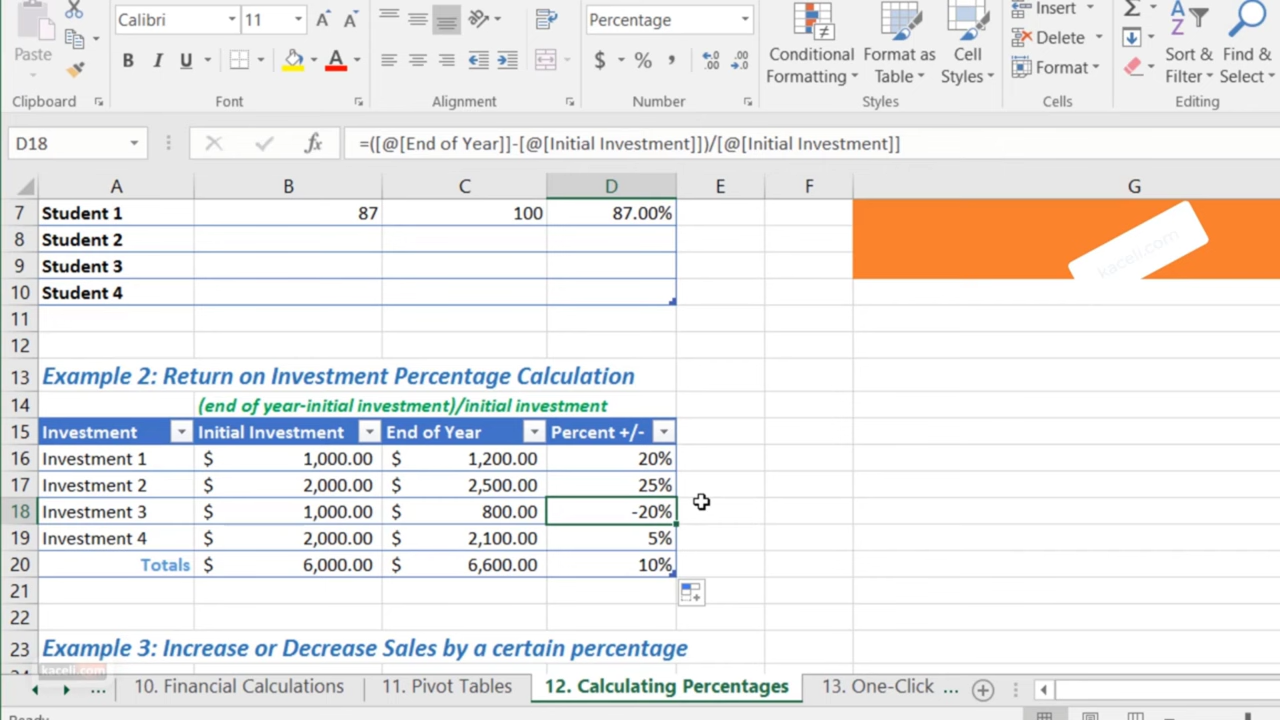 Calibri 11 Percentage
Paste Conditional Formatting Format as Table Cell Styles Insert Delete Format Sort & Filter Find & Select
Clipboard Font Alignment Number Styles Cells Editing
D18 fx =([@[End of Year]]-[@[Initial Investment]])/[@[Initial Investment]]
A B C D E F G
7 Student 1 87 100 87.00%
8 Student 2
9 Student 3
10 Student 4
kaceli.com
11
12
13 Example 2: Return on Investment Percentage Calculation
14 (end of year-initial investment)/initial investment
15 Investment Initial Investment End of Year Percent +/-
16 Investment 1 $ 1,000.00 $ 1,200.00 20%
17 Investment 2 $ 2,000.00 $ 2,500.00 25%
18 Investment 3 $ 1,000.00 $ 800.00 -20%
19 Investment 4 $ 2,000.00 $ 2,100.00 5%
20 Totals $ 6,000.00 $ 6,600.00 10%
21
22
23 Example 3: Increase or Decrease Sales by a certain percentage
kaceli.com
... 10. Financial Calculations 11. Pivot Tables 12. Calculating Percentages 13. One-Click ...